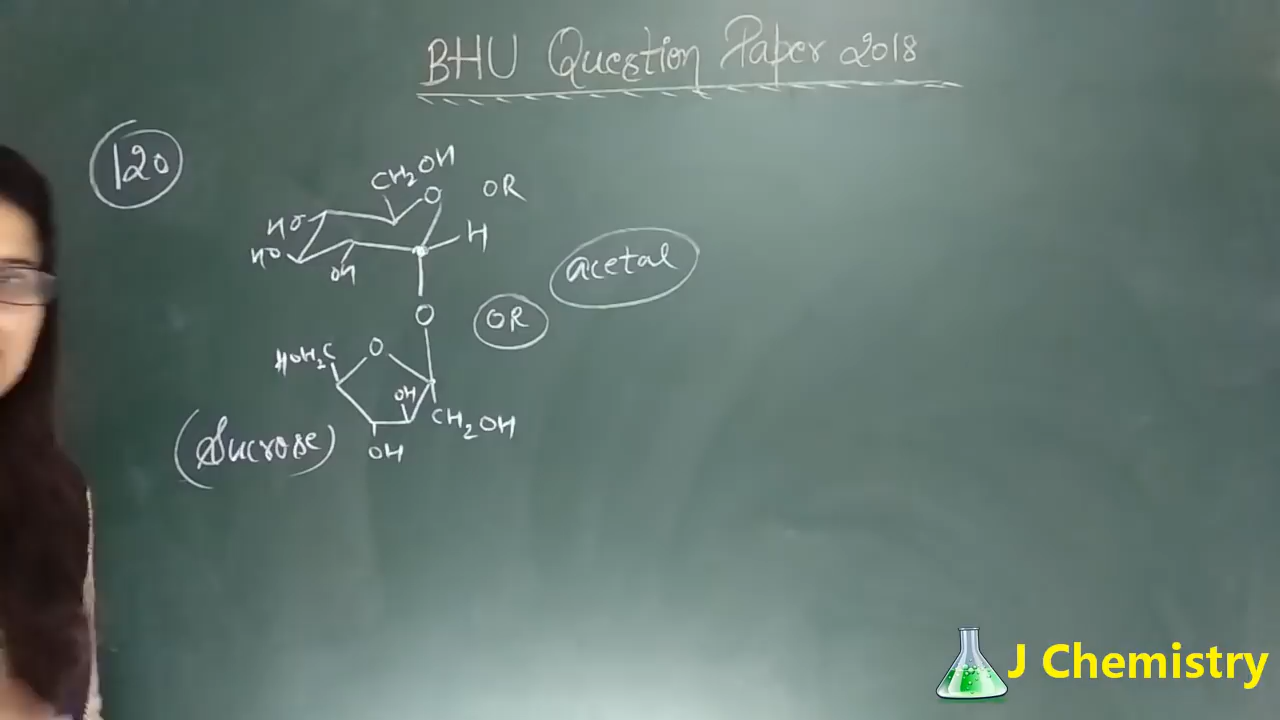 BHU Question Paper 2018
120
CH2OH
O
OR
HO
H
HO
OH
acetal
O
OR
HOH2C
O
OH
CH2OH
(Sucrose)
OH
J Chemistry